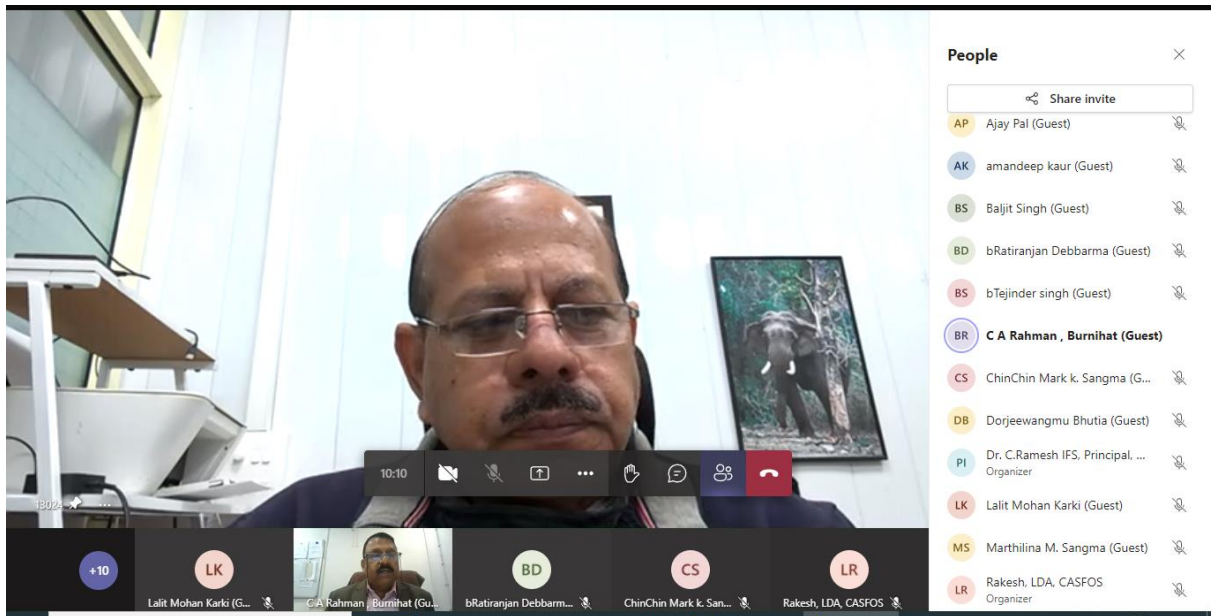 People
Share invite
AP Ajay Pal (Guest)
AK amandeep kaur (Guest)
BS Baljit Singh (Guest)
BD bRatiranjan Debbarma (Guest)
BS bTejinder singh (Guest)
BR C A Rahman , Burnihat (Guest)
CS ChinChin Mark k. Sangma (G...
DB Dorjeewangmu Bhutia (Guest)
PI Dr. C.Ramesh IFS, Principal, ...
Organizer
LK Lalit Mohan Karki (Guest)
MS Marthilina M. Sangma (Guest)
LR Rakesh, LDA, CASFOS
Organizer
10:10
13024
+10
LK
BD
CS
LR
Lalit Mohan Karki (G...
C A Rahman , Burnihat (Gu...
bRatiranjan Debbarm...
ChinChin Mark k. San...
Rakesh, LDA, CASFOS